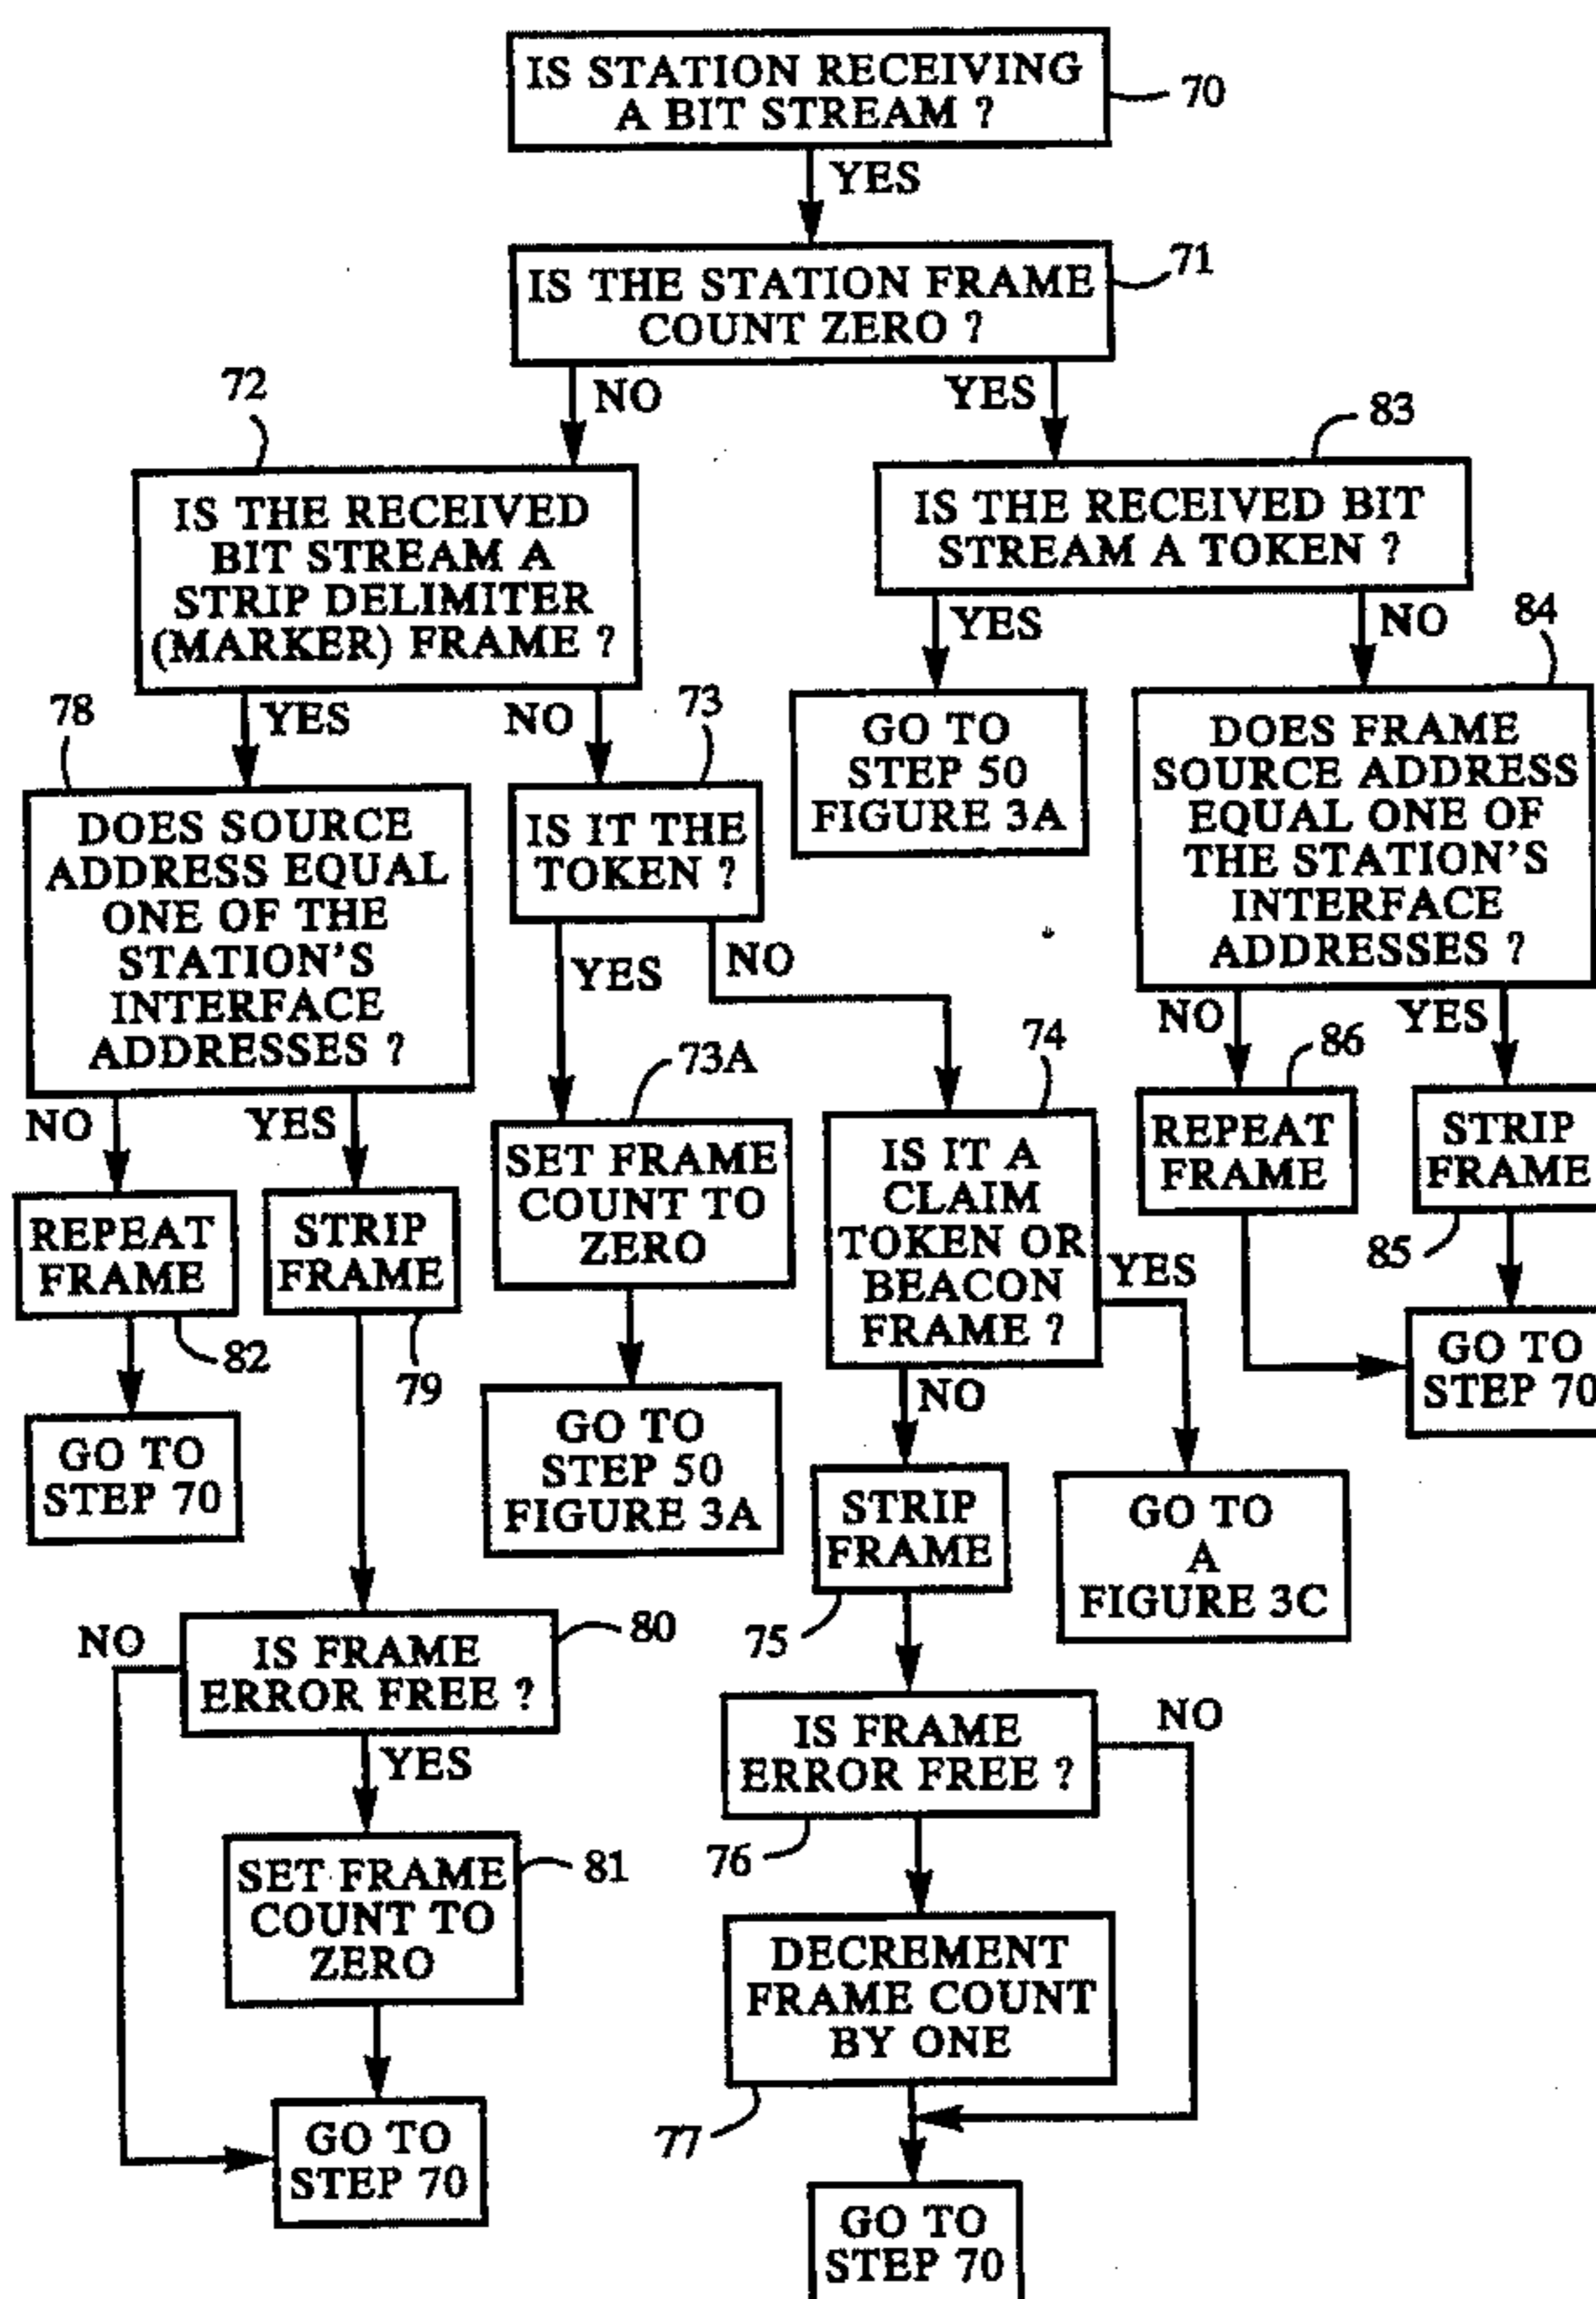 IS STATION RECEIVING
A BIT STREAM ?
70
YES
IS THE STATION FRAME
COUNT ZERO ?
71
NO
YES
72
IS THE RECEIVED
BIT STREAM A
STRIP DELIMITER
(MARKER) FRAME ?
83
IS THE RECEIVED BIT
STREAM A TOKEN ?
YES
NO
YES
NO
78
DOES SOURCE
ADDRESS EQUAL
ONE OF THE
STATION'S
INTERFACE
ADDRESSES ?
73
IS IT THE
TOKEN ?
GO TO
STEP 50
FIGURE 3A
84
DOES FRAME
SOURCE ADDRESS
EQUAL ONE OF
THE STATION'S
INTERFACE
ADDRESSES ?
NO
YES
YES
NO
NO
YES
REPEAT
FRAME
82
GO TO
STEP 70
STRIP
FRAME
79
73A
SET FRAME
COUNT TO
ZERO
GO TO
STEP 50
FIGURE 3A
74
IS IT A
CLAIM
TOKEN OR
BEACON
FRAME ?
YES
NO
86
REPEAT
FRAME
STRIP
FRAME
85
GO TO
STEP 70
STRIP
FRAME
75
GO TO
A
FIGURE 3C
NO
IS FRAME
ERROR FREE ?
80
YES
SET FRAME
COUNT TO
ZERO
81
GO TO
STEP 70
IS FRAME
ERROR FREE ?
NO
76
DECREMENT
FRAME COUNT
BY ONE
77
GO TO
STEP 70